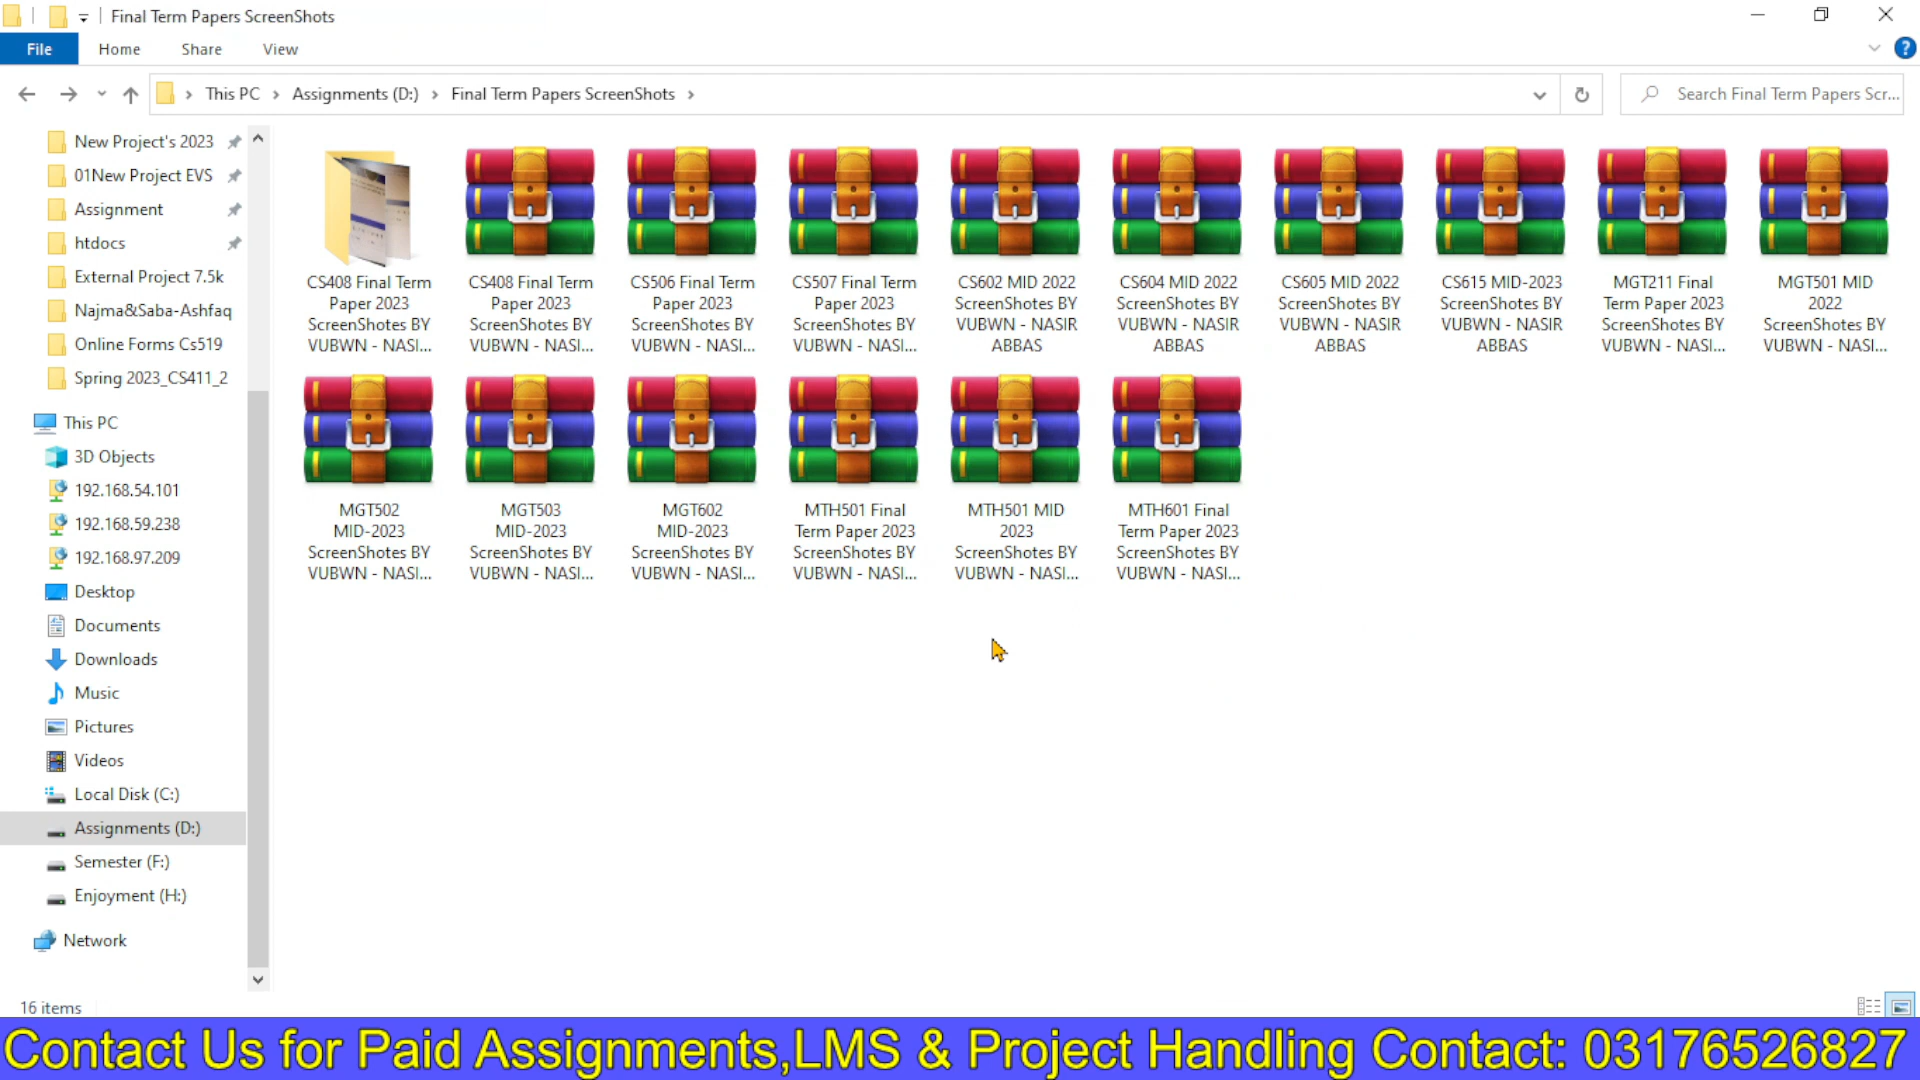 Final Term Papers ScreenShots
File Home Share View
This PC Assignments (D:) Final Term Papers ScreenShots
Search Final Term Papers Scr...
New Project's 2023
01New Project EVS
Assignment
htdocs
External Project 7.5k
Najma&Saba-Ashfaq
Online Forms Cs519
Spring 2023_CS411_2
This PC
3D Objects
192.168.54.101
192.168.59.238
192.168.97.209
Desktop
Documents
Downloads
Music
Pictures
Videos
Local Disk (C:)
Assignments (D:)
Semester (F:)
Enjoyment (H:)
Network
CS408 Final Term
Paper 2023
ScreenShotes BY
VUBWN - NASI...
CS408 Final Term
Paper 2023
ScreenShotes BY
VUBWN - NASI...
CS506 Final Term
Paper 2023
ScreenShotes BY
VUBWN - NASI...
CS507 Final Term
Paper 2023
ScreenShotes BY
VUBWN - NASI...
CS602 MID 2022
ScreenShotes BY
VUBWN - NASIR
ABBAS
CS604 MID 2022
ScreenShotes BY
VUBWN - NASIR
ABBAS
CS605 MID 2022
ScreenShotes BY
VUBWN - NASIR
ABBAS
CS615 MID-2023
ScreenShotes BY
VUBWN - NASIR
ABBAS
MGT211 Final
Term Paper 2023
ScreenShotes BY
VUBWN - NASI...
MGT501 MID
2022
ScreenShotes BY
VUBWN - NASI...
MGT502
MID-2023
ScreenShotes BY
VUBWN - NASI...
MGT503
MID-2023
ScreenShotes BY
VUBWN - NASI...
MGT602
MID-2023
ScreenShotes BY
VUBWN - NASI...
MTH501 Final
Term Paper 2023
ScreenShotes BY
VUBWN - NASI...
MTH501 MID
2023
ScreenShotes BY
VUBWN - NASI...
MTH601 Final
Term Paper 2023
ScreenShotes BY
VUBWN - NASI...
16 items
Contact Us for Paid Assignments,LMS & Project Handling Contact: 03176526827